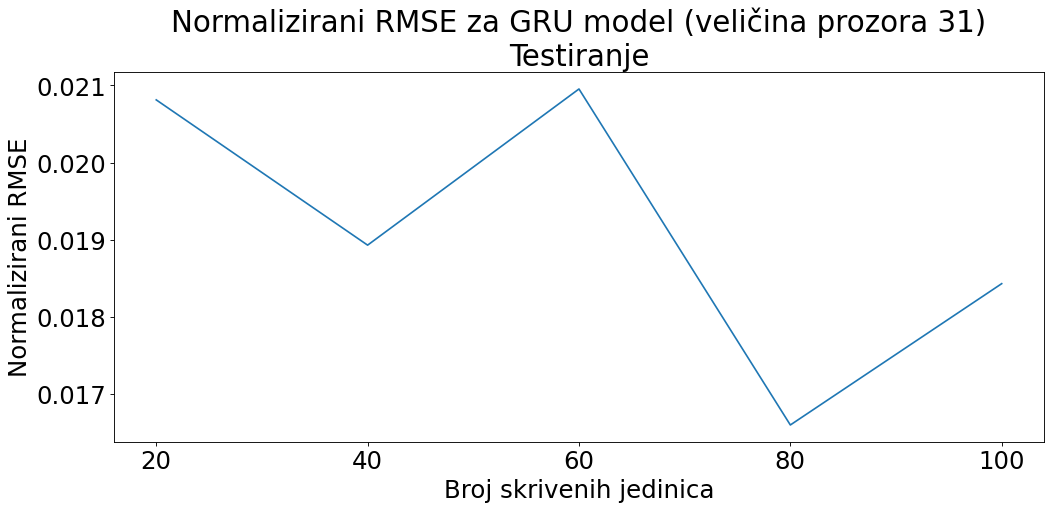 Normalizirani RMSE za GRU model (veličina prozora 31)
Testiranje
Normalizirani RMSE
0.021
0.020
0.019
0.018
0.017
20 40 60 80 100
Broj skrivenih jedinica